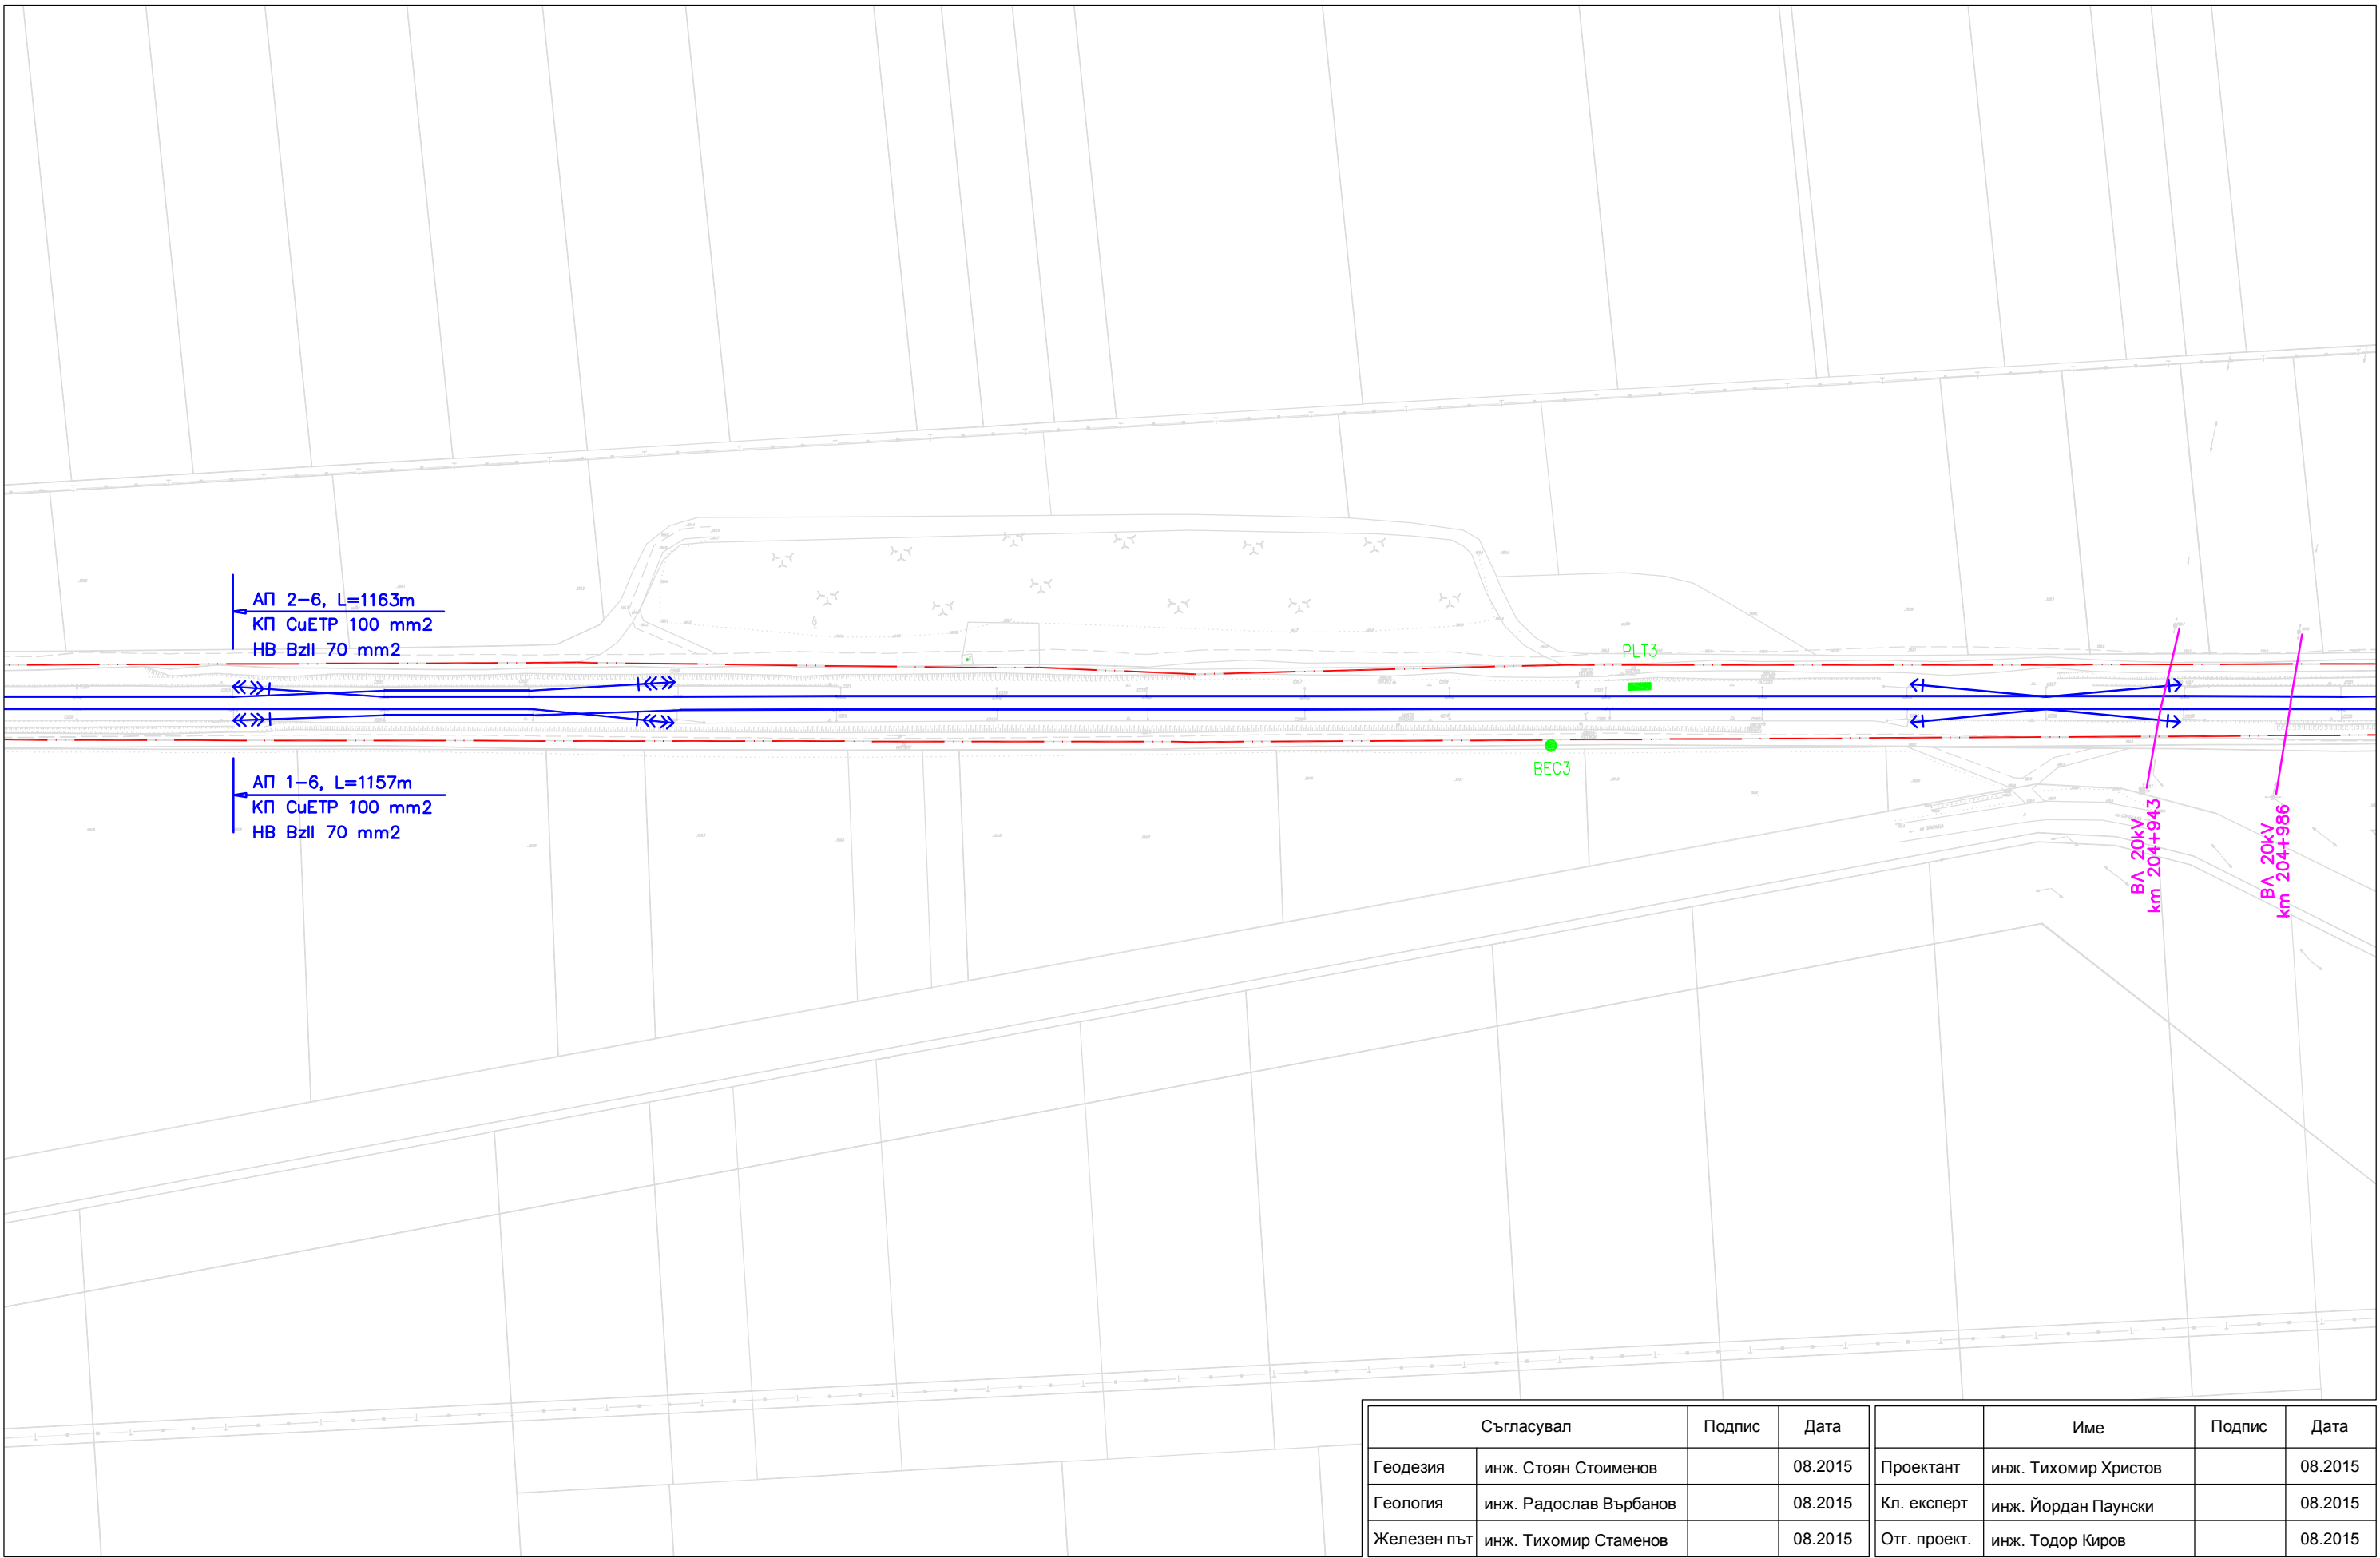 АП 2-6, L=1163m
КП CuETP 100 mm2
НВ BzII 70 mm2
PLT3
АП 1-6, L=1157m
КП CuETP 100 mm2
НВ BzII 70 mm2
BEC3
ВЛ 20kV
km 204+943
ВЛ 20kV
km 204+986
Съгласувал Подпис Дата
Геодезия инж. Стоян Стоименов 08.2015
Геология инж. Радослав Върбанов 08.2015
Железен път инж. Тихомир Стаменов 08.2015
Име Подпис Дата
Проектант инж. Тихомир Христов 08.2015
Кл. експерт инж. Йордан Паунски 08.2015
Отг. проект. инж. Тодор Киров 08.2015